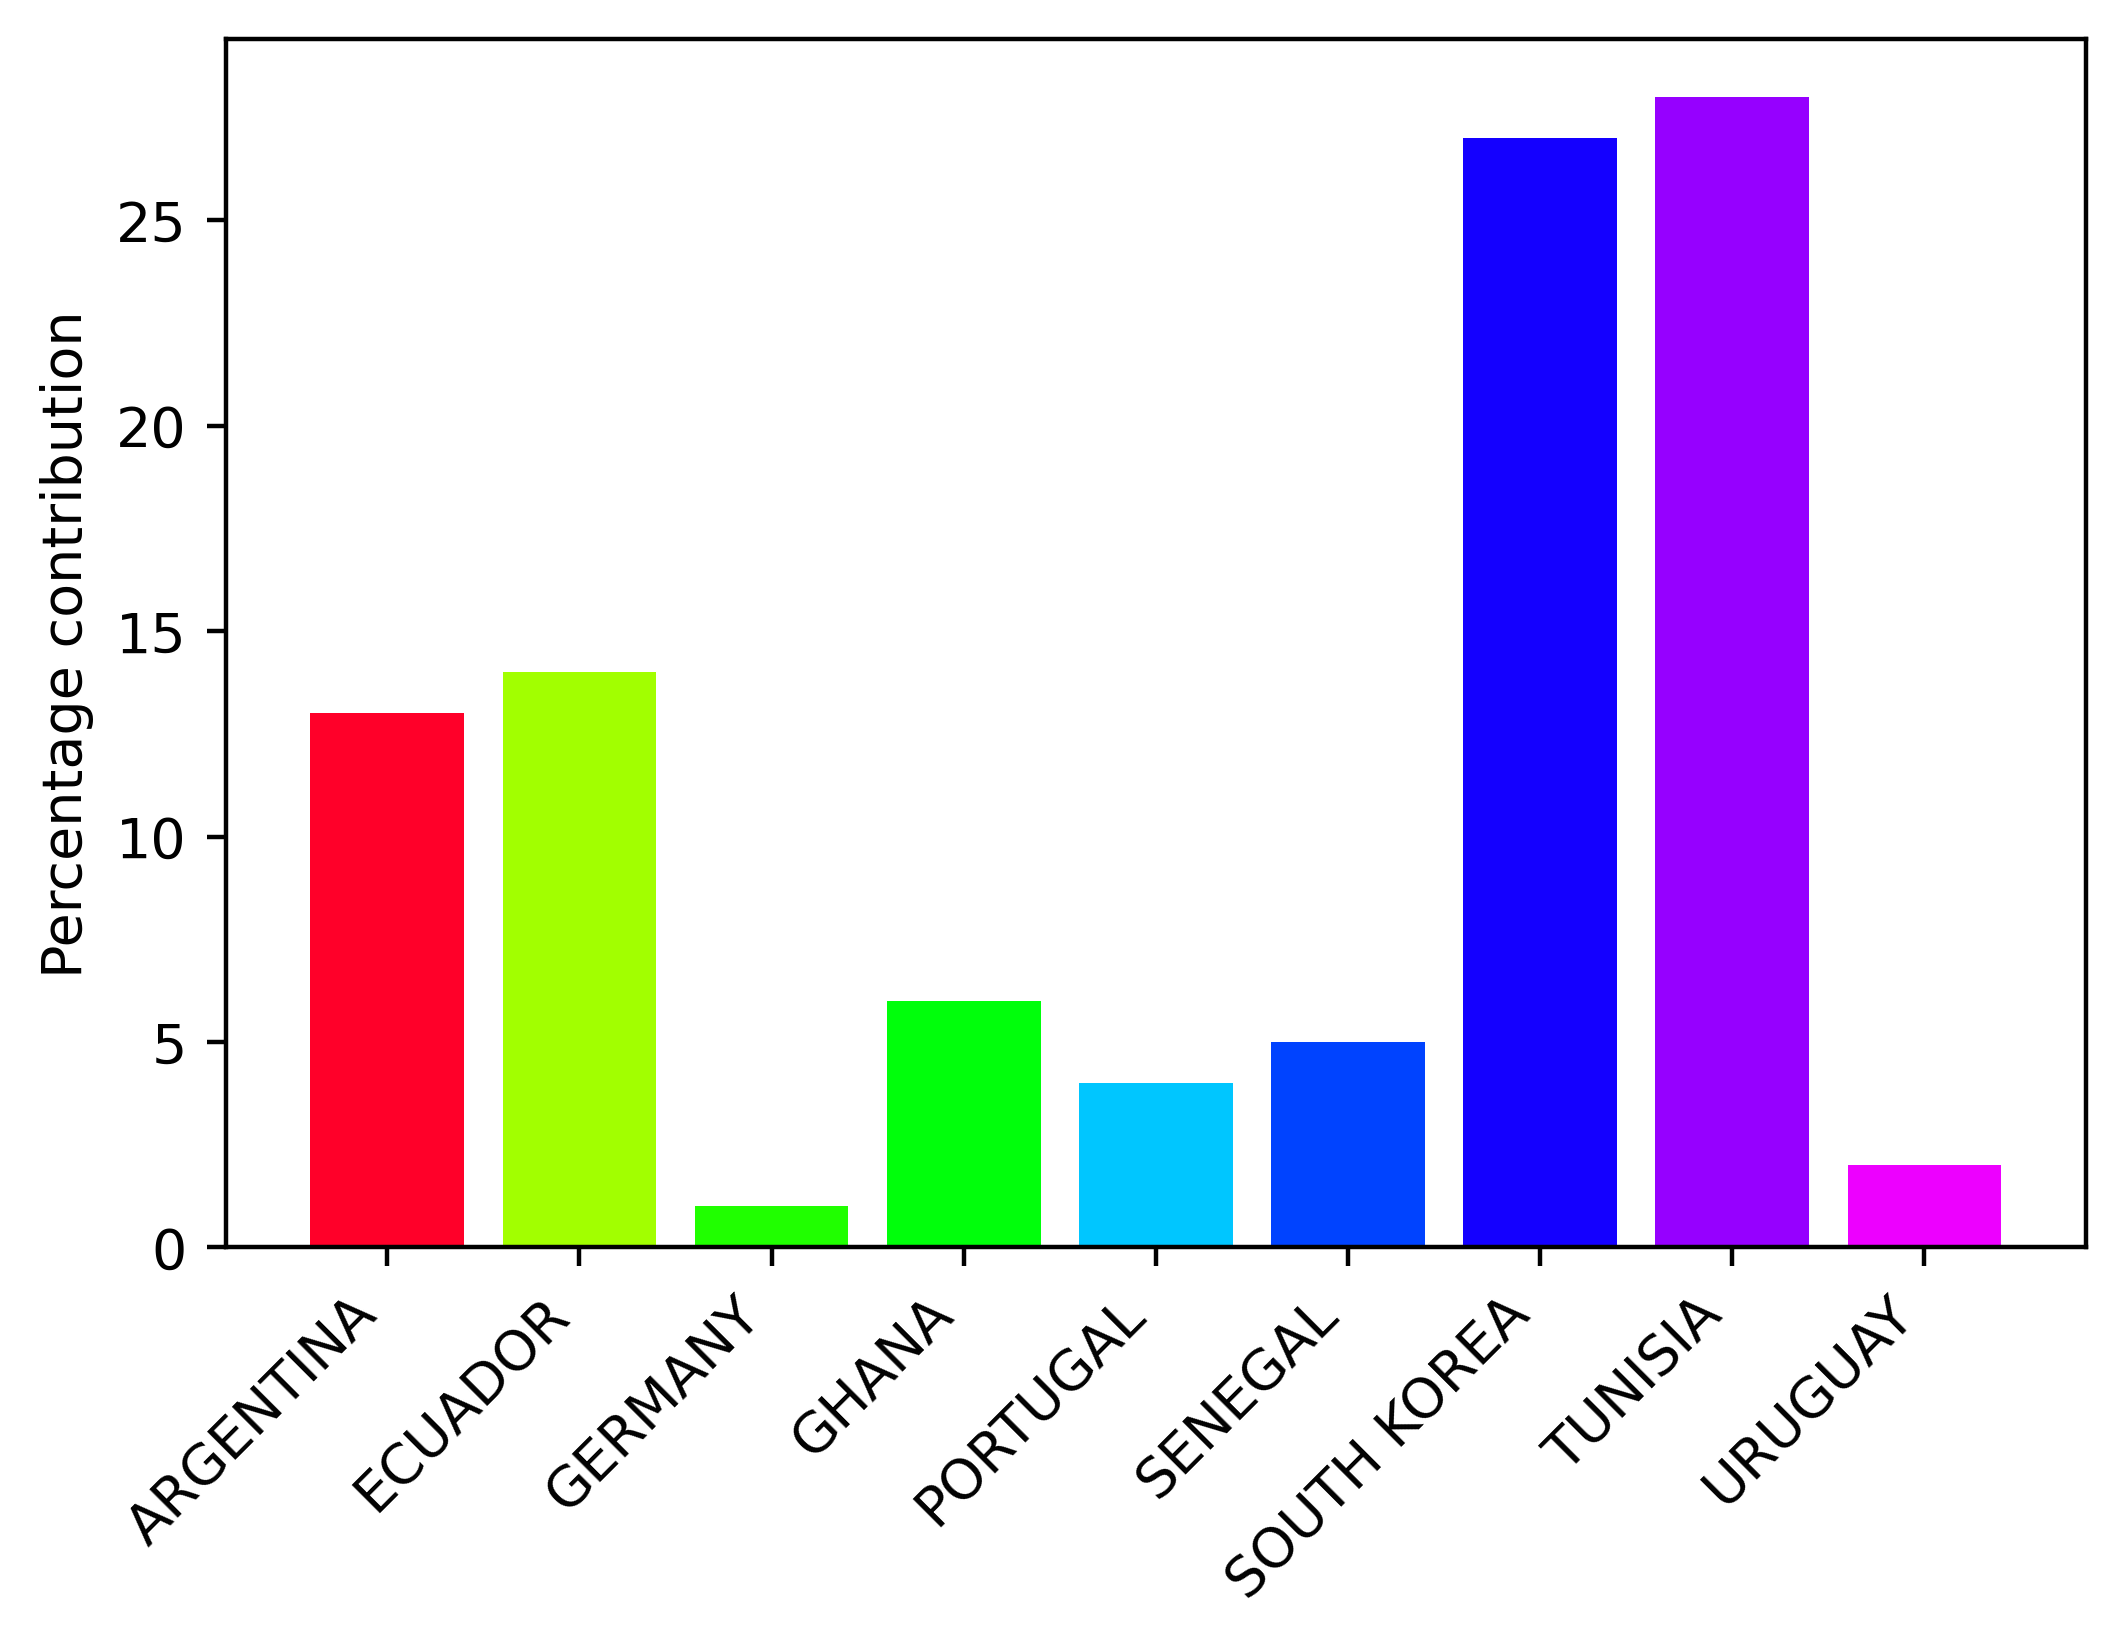 Percentage contribution
25
20
15
10
5
0
ARGENTINA
ECUADOR
GERMANY
GHANA
PORTUGAL
SENEGAL
SOUTH KOREA
TUNISIA
URUGUAY